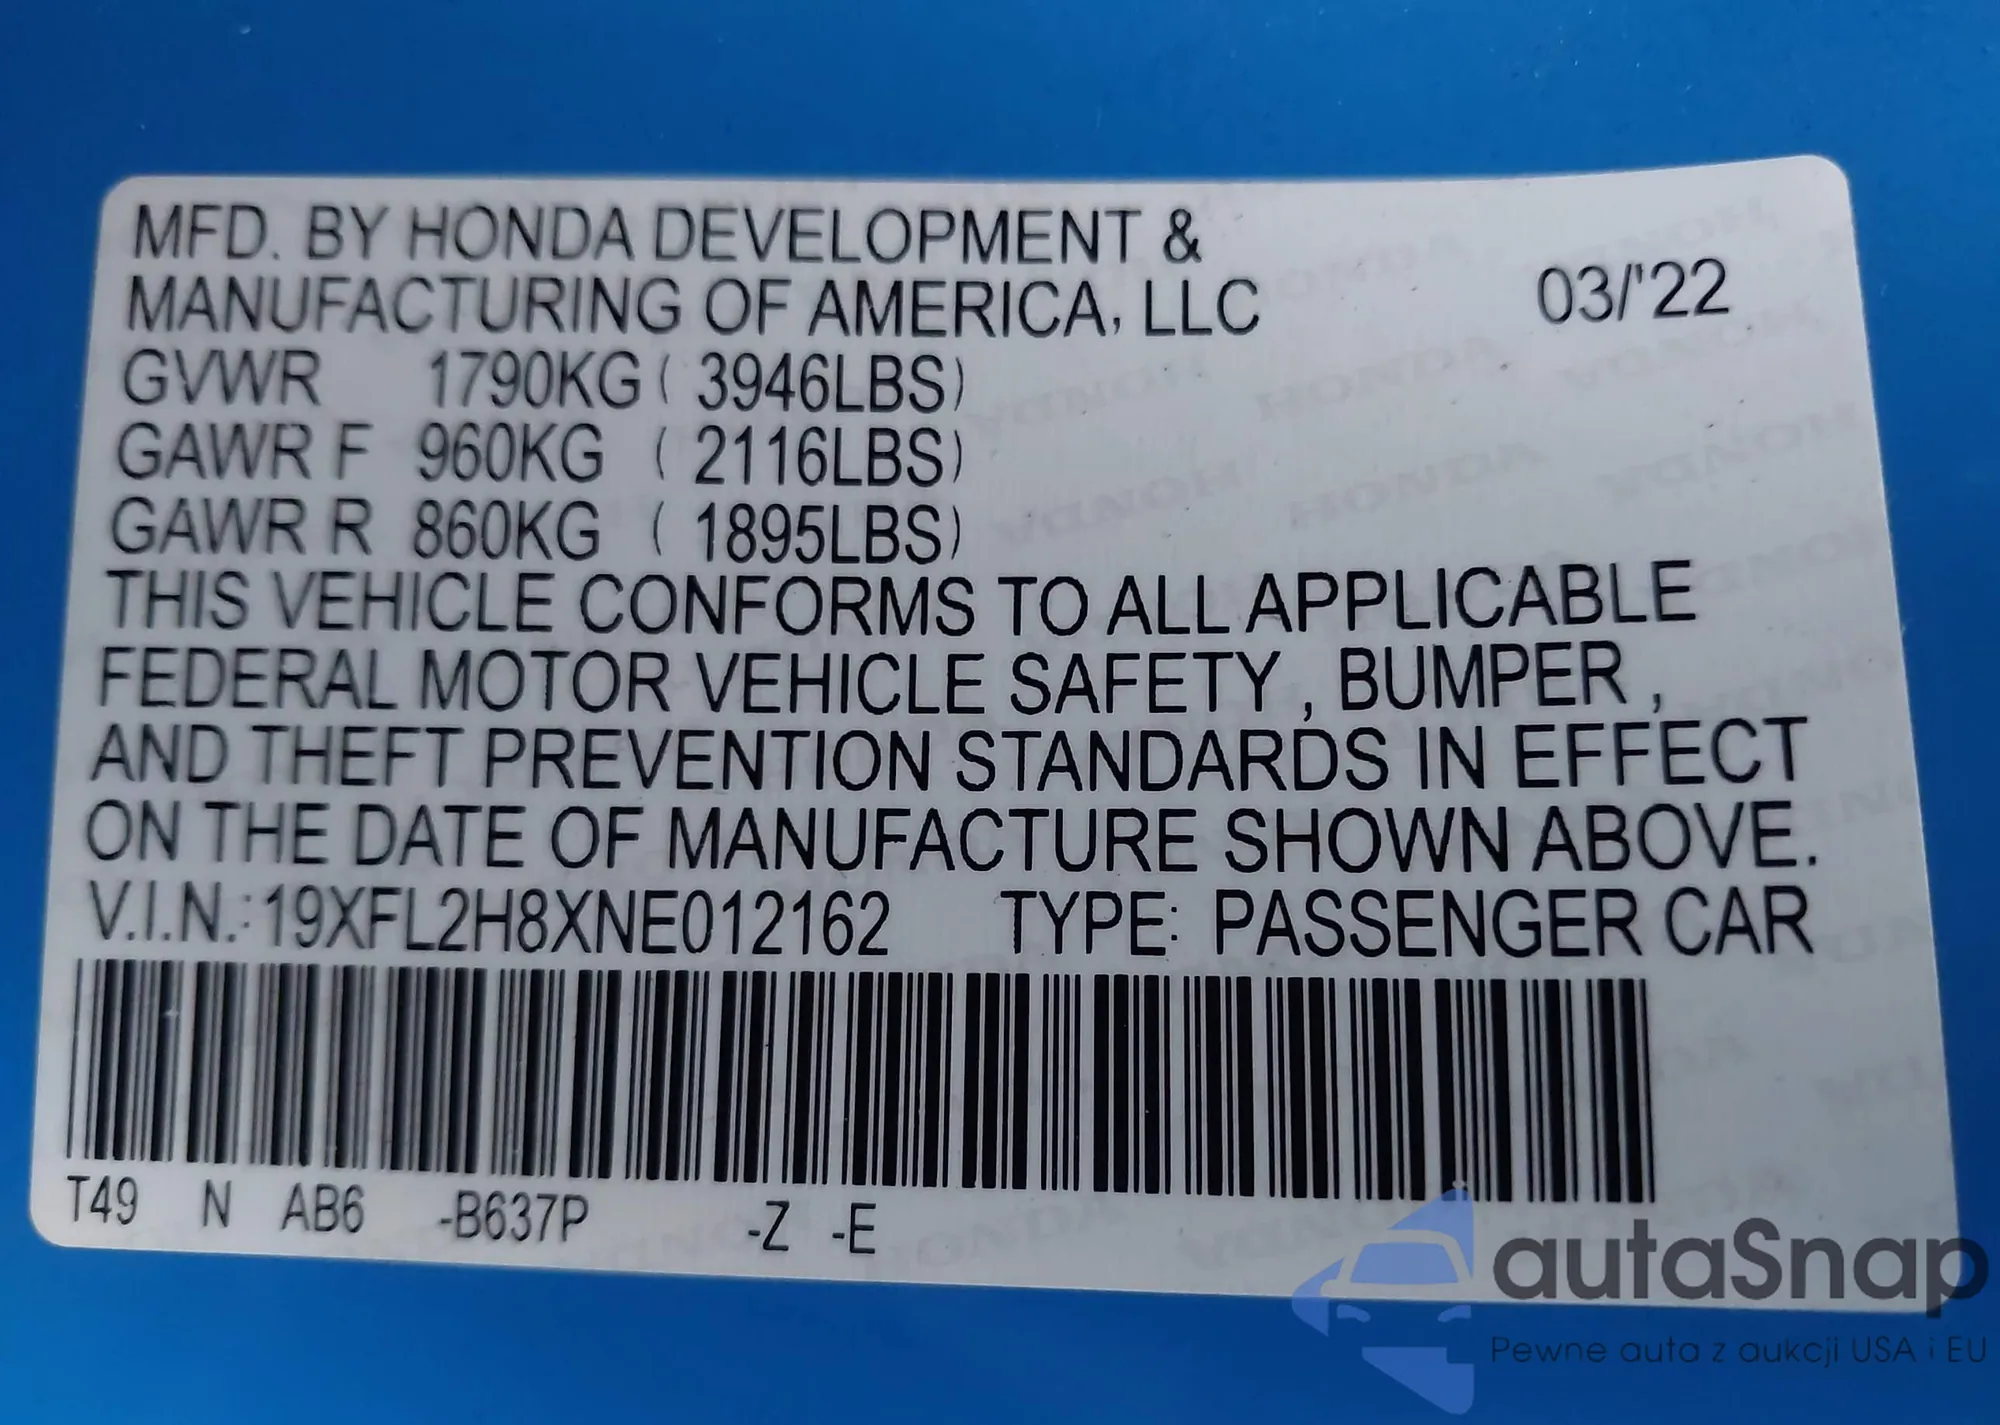 MFD. BY HONDA DEVELOPMENT &
MANUFACTURING OF AMERICA, LLC 03/'22
GVWR 1790KG ( 3946LBS)
GAWR F 960KG ( 2116LBS)
GAWR R 860KG ( 1895LBS)
THIS VEHICLE CONFORMS TO ALL APPLICABLE
FEDERAL MOTOR VEHICLE SAFETY , BUMPER ,
AND THEFT PREVENTION STANDARDS IN EFFECT
ON THE DATE OF MANUFACTURE SHOWN ABOVE.
V.I.N.: 19XFL2H8XNE012162 TYPE: PASSENGER CAR
T49 N AB6 -B637P -Z -E
autaSnap
Pewne auta z aukcji USA i EU